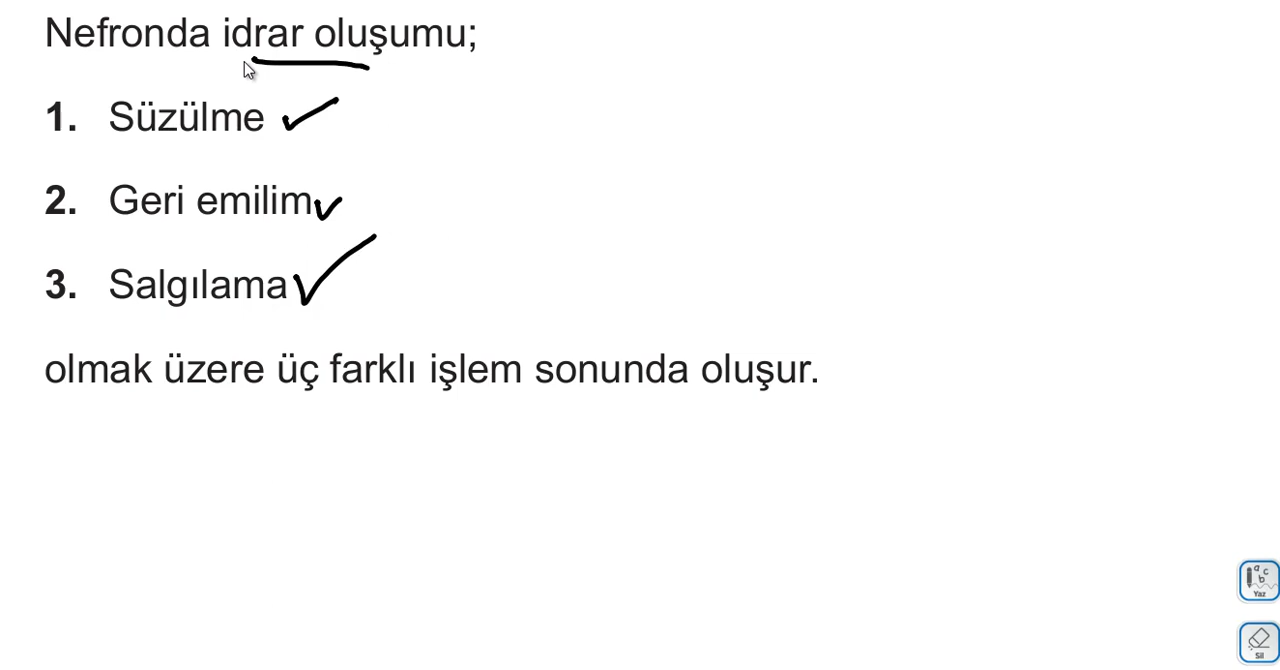 Nefronda idrar oluşumu;
1. Süzülme
2. Geri emilim
3. Salgılama
olmak üzere üç farklı işlem sonunda oluşur.
a c
b
Yaz
Sil